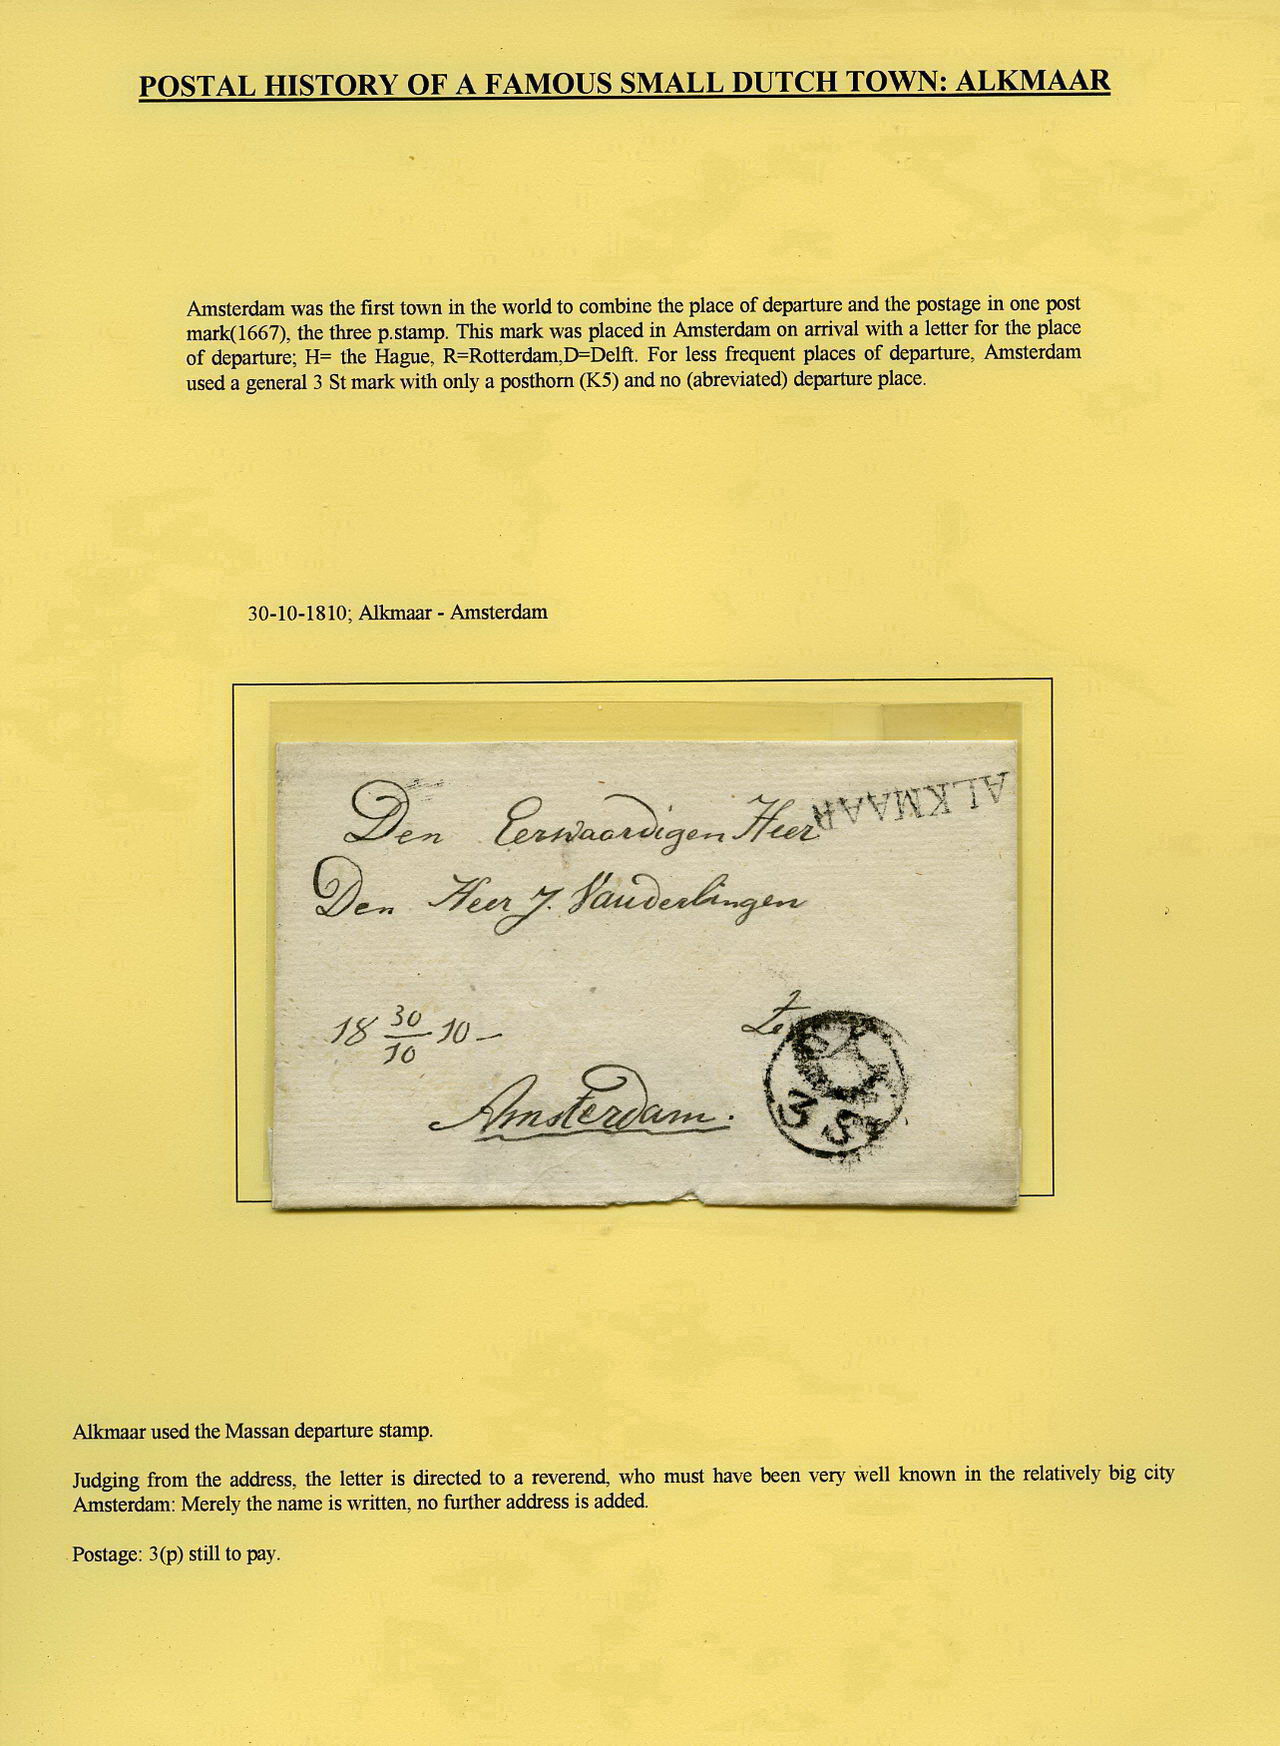 POSTAL HISTORY OF A FAMOUS SMALL DUTCH TOWN: ALKMAAR
Amsterdam was the first town in the world to combine the place of departure and the postage in one post
mark(1667), the three p.stamp. This mark was placed in Amsterdam on arrival with a letter for the place
of departure; H= the Hague, R=Rotterdam,D=Delft. For less frequent places of departure, Amsterdam
used a general 3 St mark with only a posthorn (K5) and no (abreviated) departure place.
30-10-1810; Alkmaar - Amsterdam
ALKMAAR
Den Eerwaardigen Heer
Den Heer J. Vanderlingen
te
18 30/10 10 -
3 S
Amsterdam.
Alkmaar used the Massan departure stamp.
Judging from the address, the letter is directed to a reverend, who must have been very well known in the relatively big city
Amsterdam: Merely the name is written, no further address is added.
Postage: 3(p) still to pay.